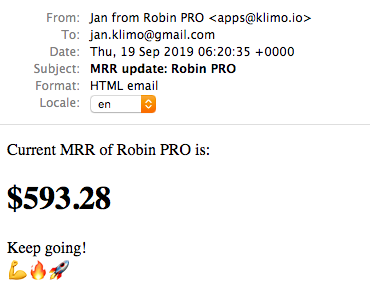 From: Jan from Robin PRO <apps@klimo.io>
To: jan.klimo@gmail.com
Date: Thu, 19 Sep 2019 06:20:35 +0000
Subject: MRR update: Robin PRO
Format: HTML email
Locale: en
Current MRR of Robin PRO is:
$593.28
Keep going!
💪🔥🚀